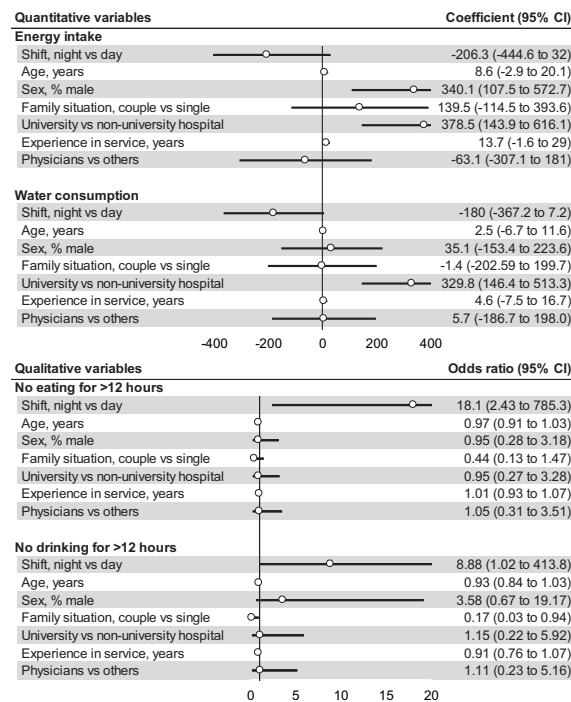 Quantitative variables Coefficient (95% CI)
Energy intake
Shift, night vs day -206.3 (-444.6 to 32)
Age, years 8.6 (-2.9 to 20.1)
Sex, % male 340.1 (107.5 to 572.7)
Family situation, couple vs single 139.5 (-114.5 to 393.6)
University vs non-university hospital 378.5 (143.9 to 616.1)
Experience in service, years 13.7 (-1.6 to 29)
Physicians vs others -63.1 (-307.1 to 181)
Water consumption
Shift, night vs day -180 (-367.2 to 7.2)
Age, years 2.5 (-6.7 to 11.6)
Sex, % male 35.1 (-153.4 to 223.6)
Family situation, couple vs single -1.4 (-202.59 to 199.7)
University vs non-university hospital 329.8 (146.4 to 513.3)
Experience in service, years 4.6 (-7.5 to 16.7)
Physicians vs others 5.7 (-186.7 to 198.0)
-400 -200 0 200 400
Qualitative variables Odds ratio (95% CI)
No eating for >12 hours
Shift, night vs day 18.1 (2.43 to 785.3)
Age, years 0.97 (0.91 to 1.03)
Sex, % male 0.95 (0.28 to 3.18)
Family situation, couple vs single 0.44 (0.13 to 1.47)
University vs non-university hospital 0.95 (0.27 to 3.28)
Experience in service, years 1.01 (0.93 to 1.07)
Physicians vs others 1.05 (0.31 to 3.51)
No drinking for >12 hours
Shift, night vs day 8.88 (1.02 to 413.8)
Age, years 0.93 (0.84 to 1.03)
Sex, % male 3.58 (0.67 to 19.17)
Family situation, couple vs single 0.17 (0.03 to 0.94)
University vs non-university hospital 1.15 (0.22 to 5.92)
Experience in service, years 0.91 (0.76 to 1.07)
Physicians vs others 1.11 (0.23 to 5.16)
0 5 10 15 20